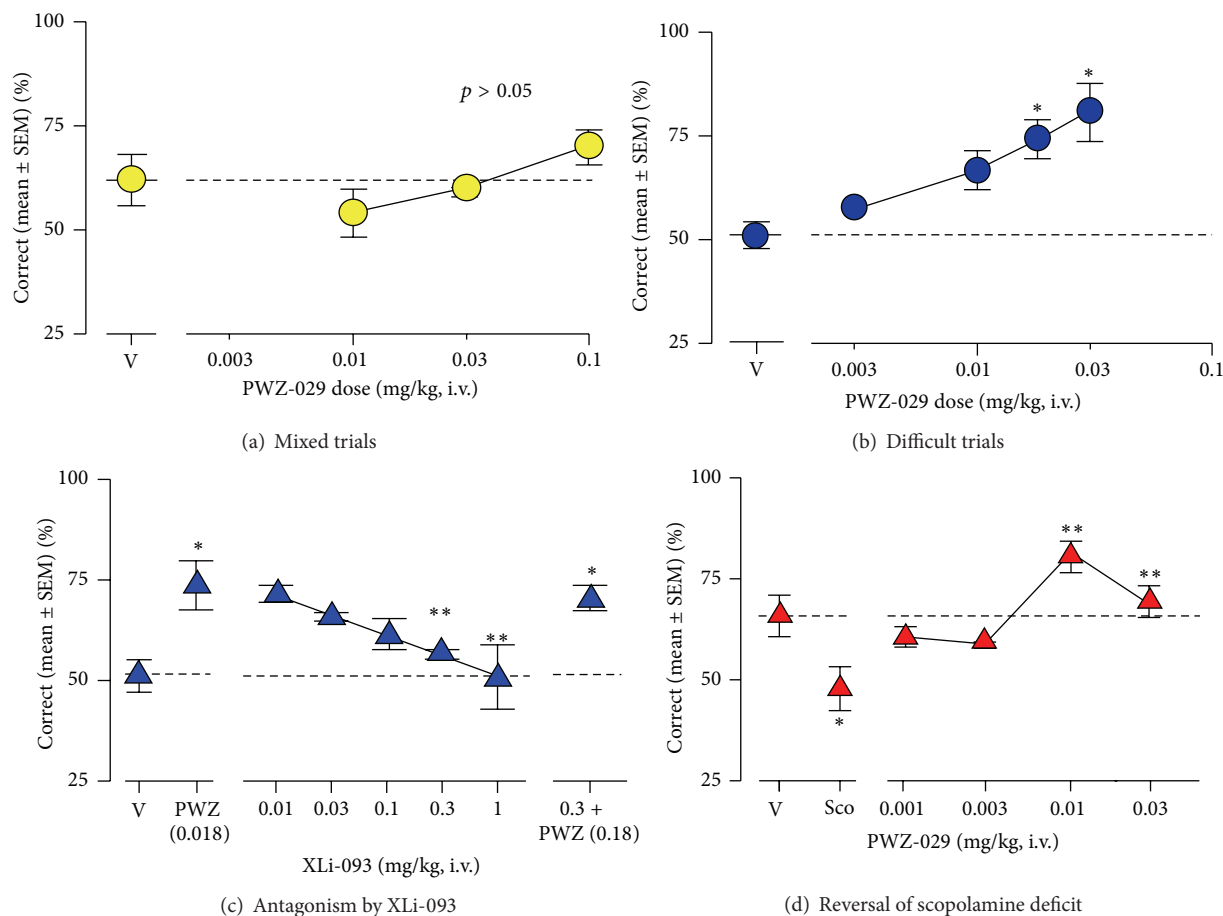 100
75
50
25
Correct (mean ± SEM) (%)
p > 0.05
V
0.003
0.01
0.03
0.1
PWZ-029 dose (mg/kg, i.v.)
(a) Mixed trials
100
75
50
25
Correct (mean ± SEM) (%)
*
*
V
0.003
0.01
0.03
0.1
PWZ-029 dose (mg/kg, i.v.)
(b) Difficult trials
100
75
50
25
Correct (mean ± SEM) (%)
*
**
**
*
V
PWZ
(0.018)
0.01
0.03
0.1
0.3
1
0.3 +
PWZ (0.18)
XLi-093 (mg/kg, i.v.)
(c) Antagonism by XLi-093
100
75
50
25
Correct (mean ± SEM) (%)
*
**
**
V
Sco
0.001
0.003
0.01
0.03
PWZ-029 (mg/kg, i.v.)
(d) Reversal of scopolamine deficit